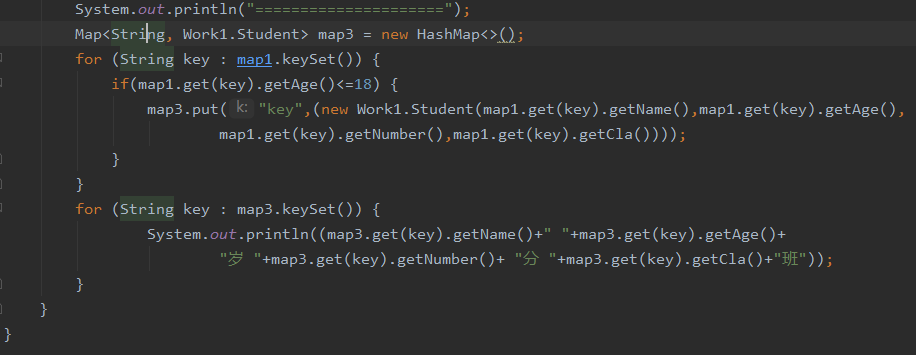 System.out.println("=====================");
Map<String, Work1.Student> map3 = new HashMap<>();
for (String key : map1.keySet()) {
if(map1.get(key).getAge()<=18) {
map3.put( k: "key",(new Work1.Student(map1.get(key).getName(),map1.get(key).getAge(),
map1.get(key).getNumber(),map1.get(key).getCla())));
}
}
for (String key : map3.keySet()) {
System.out.println((map3.get(key).getName()+" "+map3.get(key).getAge()+
"岁 "+map3.get(key).getNumber()+ "分 "+map3.get(key).getCla()+"班"));
}
}
}